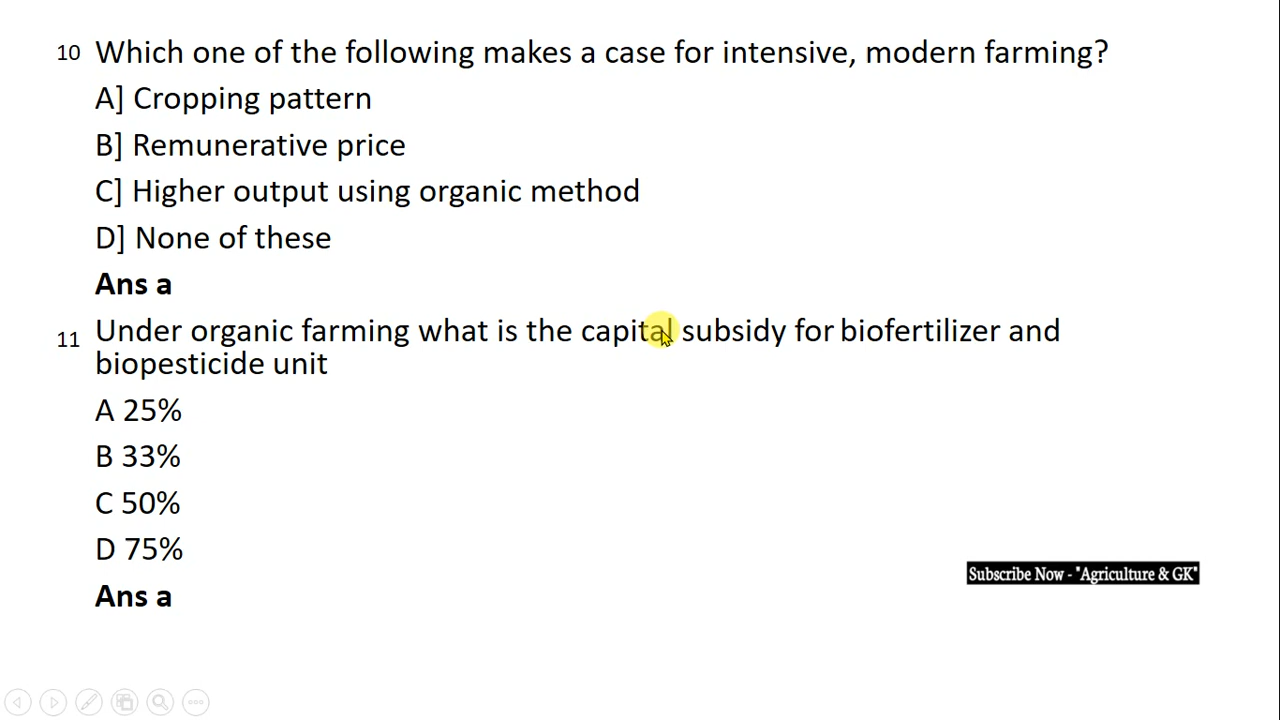 10 Which one of the following makes a case for intensive, modern farming?
A] Cropping pattern
B] Remunerative price
C] Higher output using organic method
D] None of these
Ans a
11 Under organic farming what is the capital subsidy for biofertilizer and
biopesticide unit
A 25%
B 33%
C 50%
D 75%
Subscribe Now - "Agriculture & GK"
Ans a